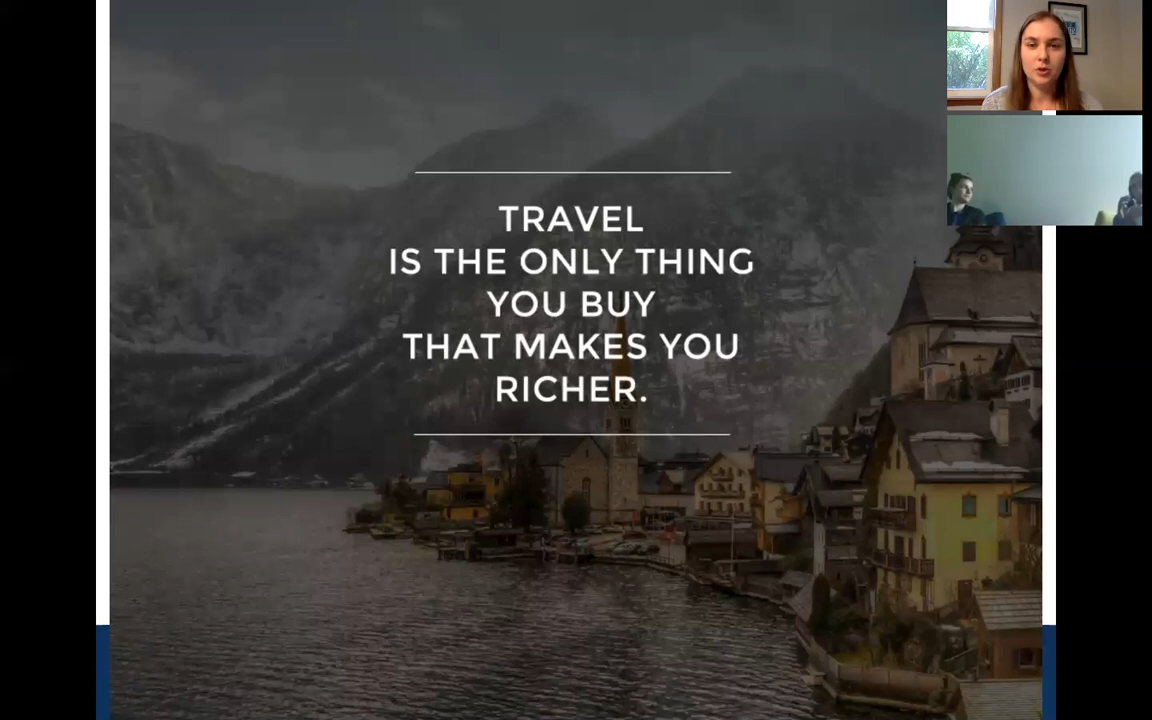 TRAVEL
IS THE ONLY THING
YOU BUY
THAT MAKES YOU
RICHER.